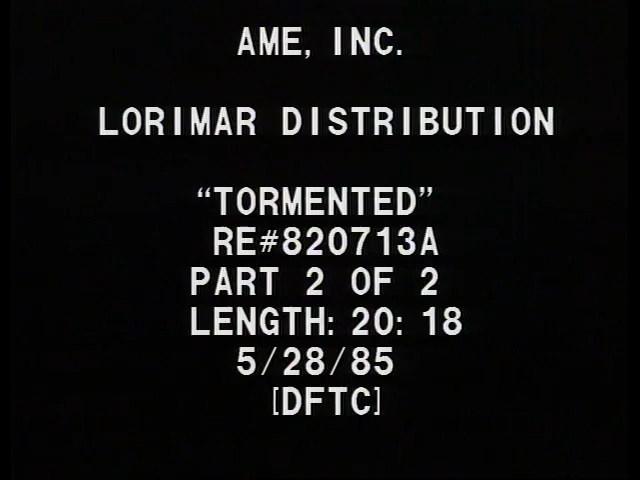 AME, INC.
LORIMAR DISTRIBUTION
“TORMENTED”
RE#820713A
PART 2 OF 2
LENGTH: 20: 18
5/28/85
[DFTC]